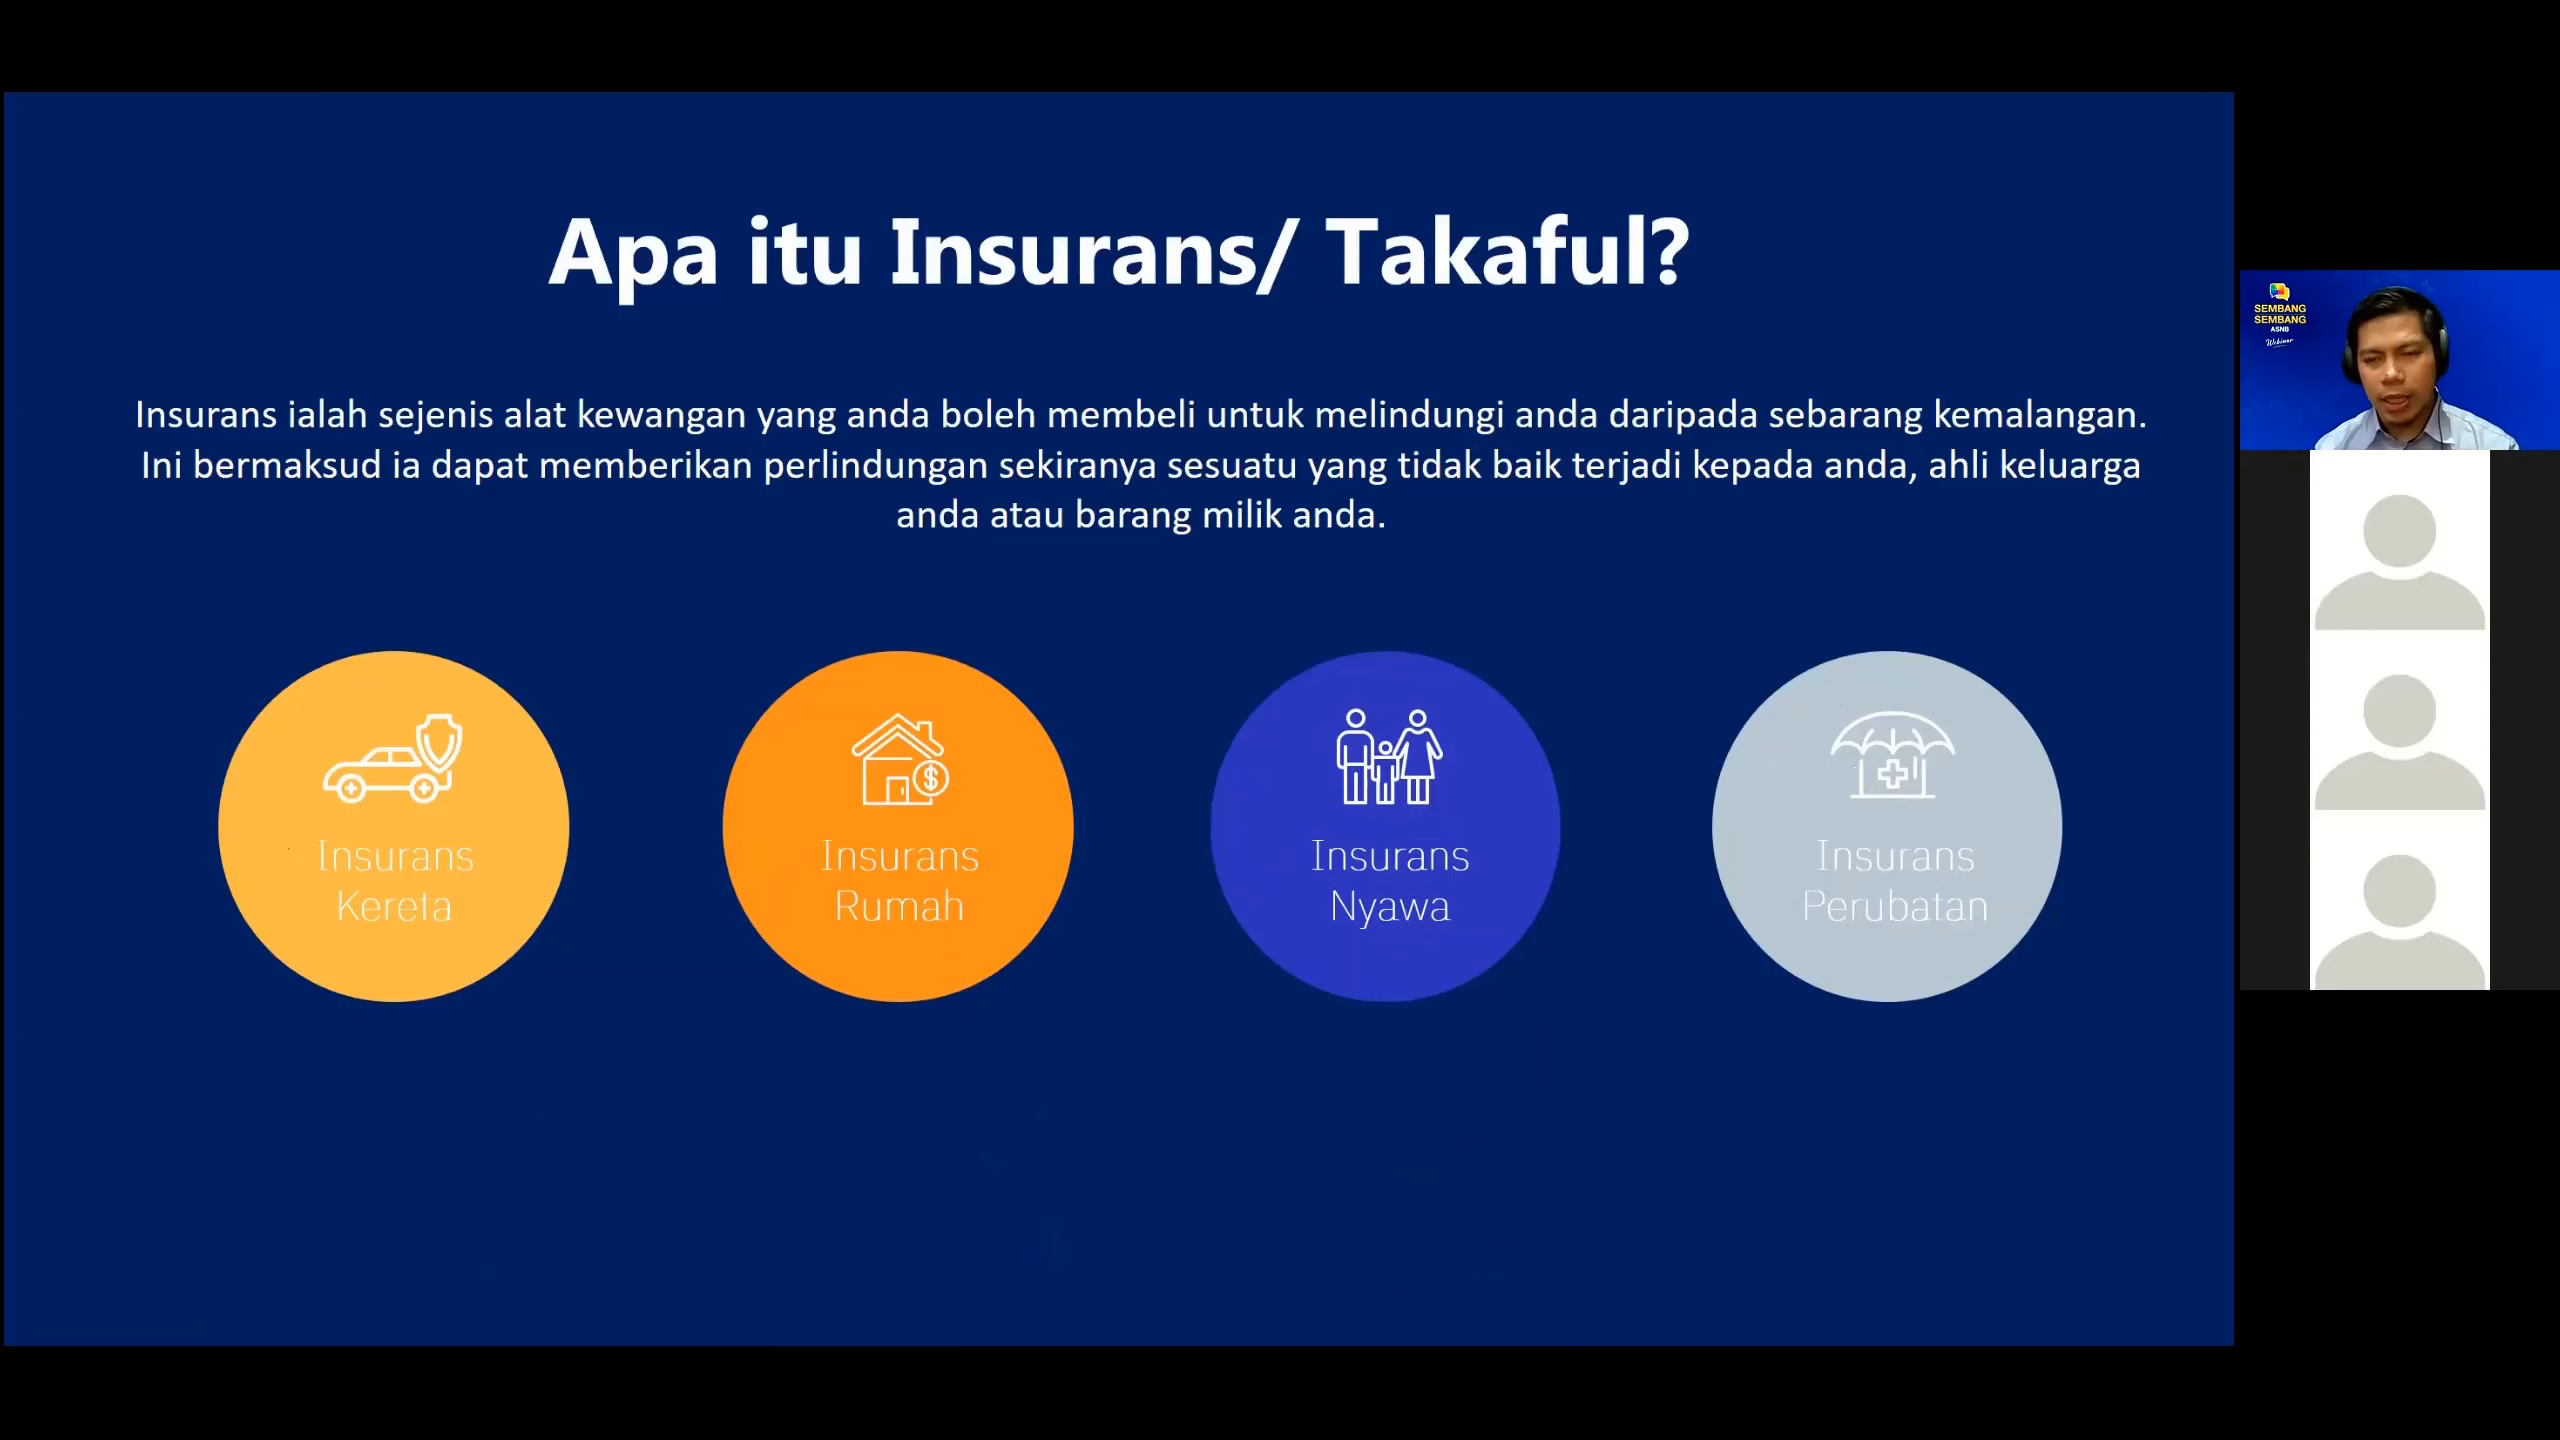 Apa itu Insurans/ Takaful?
Insurans ialah sejenis alat kewangan yang anda boleh membeli untuk melindungi anda daripada sebarang kemalangan.
Ini bermaksud ia dapat memberikan perlindungan sekiranya sesuatu yang tidak baik terjadi kepada anda, ahli keluarga
anda atau barang milik anda.
Insurans
Kereta
Insurans
Rumah
Insurans
Nyawa
Insurans
Perubatan
SEMBANG
SEMBANG
ASNB
Webinar